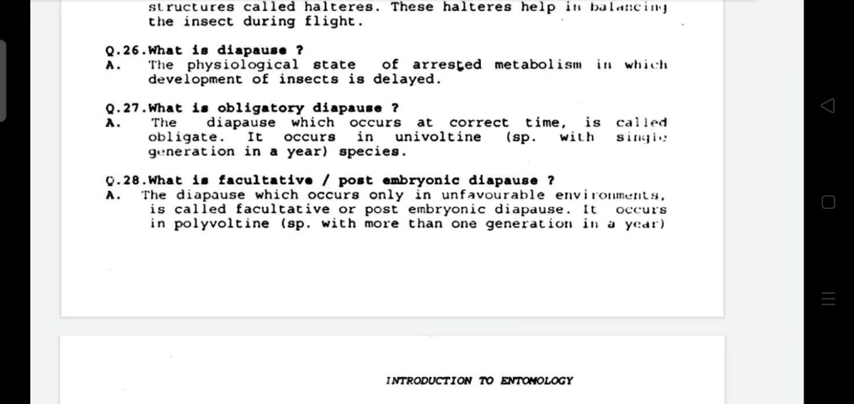 structures called halteres. These halteres help in balancing
the insect during flight.
Q.26.What is diapause ?
A. The physiological state of arrested metabolism in which
development of insects is delayed.
Q.27.What is obligatory diapause ?
A. The diapause which occurs at correct time, is called
obligate. It occurs in univoltine (sp. with single
generation in a year) species.
Q.28.What is facultative / post embryonic diapause ?
A. The diapause which occurs only in unfavourable environments,
is called facultative or post embryonic diapause. It occurs
in polyvoltine (sp. with more than one generation in a year)
INTRODUCTION TO ENTOMOLOGY